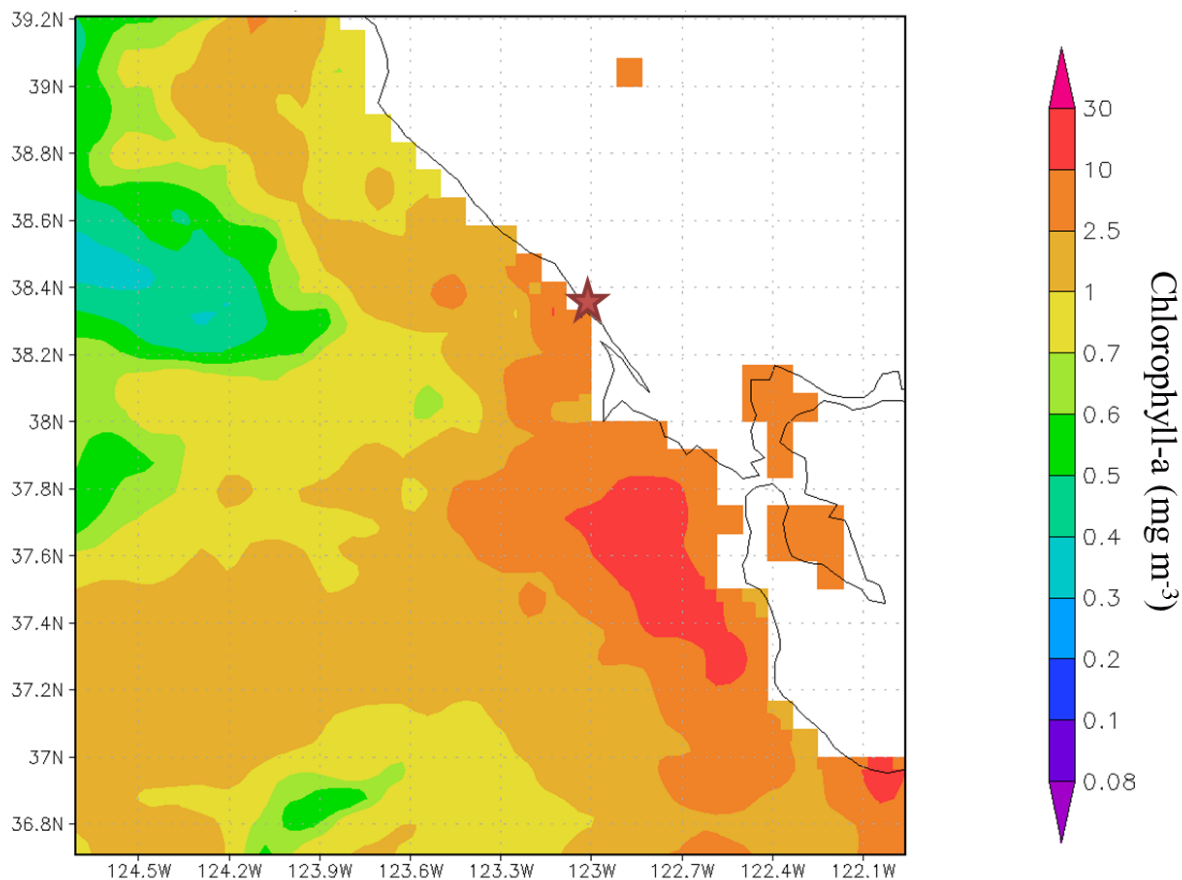 39.2N
39N
38.8N
38.6N
38.4N
38.2N
38N
37.8N
37.6N
37.4N
37.2N
37N
36.8N
124.5W 124.2W 123.9W 123.6W 123.3W 123W 122.7W 122.4W 122.1W
30
10
2.5
1
0.7
0.6
0.5
0.4
0.3
0.2
0.1
0.08
Chlorophyll-a (mg m⁻³)